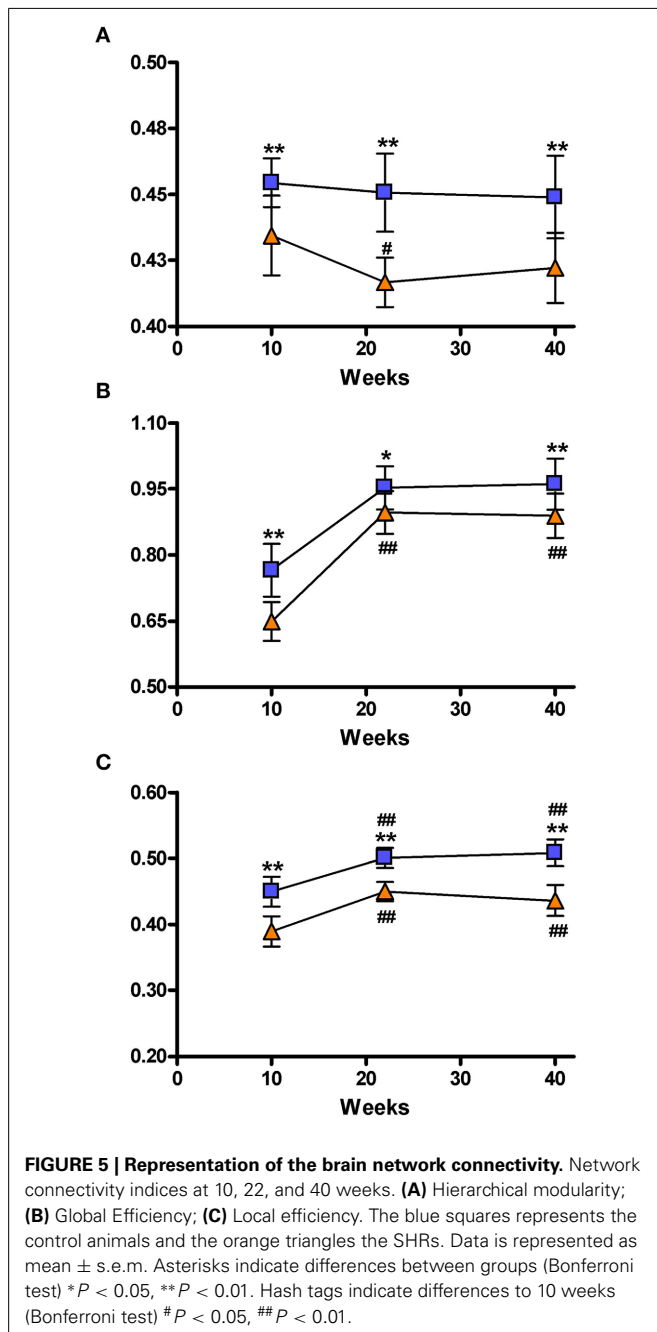 A
0.50
**
**
**
0.48
0.45
#
0.43
0.40
0 10 20 30 40
Weeks
B
1.10
*
**
0.95
**
0.80
##
##
0.65
0.50
0 10 20 30 40
Weeks
C
0.60
##
##
**
**
**
0.50
0.40
##
##
0.30
0.20
0 10 20 30 40
Weeks
FIGURE 5 | Representation of the brain network connectivity. Network
connectivity indices at 10, 22, and 40 weeks. (A) Hierarchical modularity;
(B) Global Efficiency; (C) Local efficiency. The blue squares represents the
control animals and the orange triangles the SHRs. Data is represented as
mean ± s.e.m. Asterisks indicate differences between groups (Bonferroni
test) *P < 0.05, **P < 0.01. Hash tags indicate differences to 10 weeks
(Bonferroni test) #P < 0.05, ##P < 0.01.